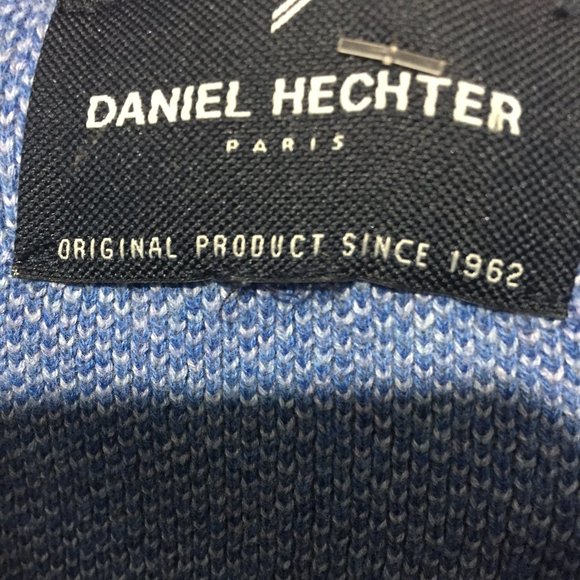 DANIEL HECHTER
PARIS
ORIGINAL PRODUCT SINCE 1962